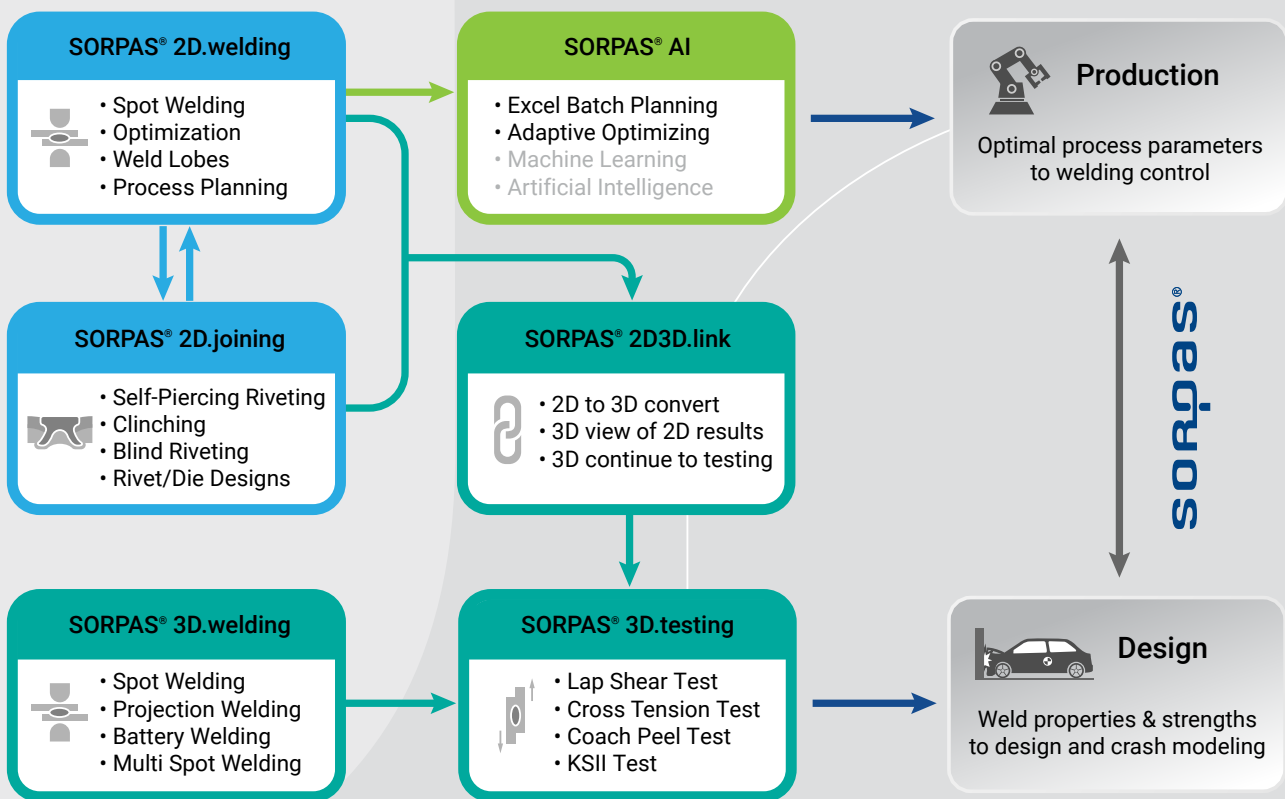 SORPAS® 2D.welding
• Spot Welding
• Optimization
• Weld Lobes
• Process Planning
SORPAS® AI
• Excel Batch Planning
• Adaptive Optimizing
• Machine Learning
• Artificial Intelligence
Production
Optimal process parameters
to welding control
SORPAS® 2D.joining
• Self-Piercing Riveting
• Clinching
• Blind Riveting
• Rivet/Die Designs
SORPAS® 2D3D.link
• 2D to 3D convert
• 3D view of 2D results
• 3D continue to testing
sorpas®
SORPAS® 3D.welding
• Spot Welding
• Projection Welding
• Battery Welding
• Multi Spot Welding
SORPAS® 3D.testing
• Lap Shear Test
• Cross Tension Test
• Coach Peel Test
• KSII Test
Design
Weld properties & strengths
to design and crash modeling